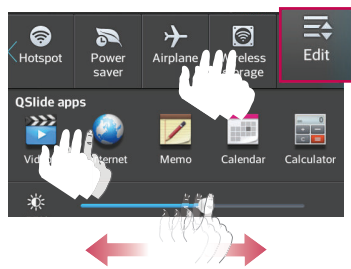 Hotspot
Power saver
Airplane
Edit
QSlide apps
Memo
Calendar
Calculator